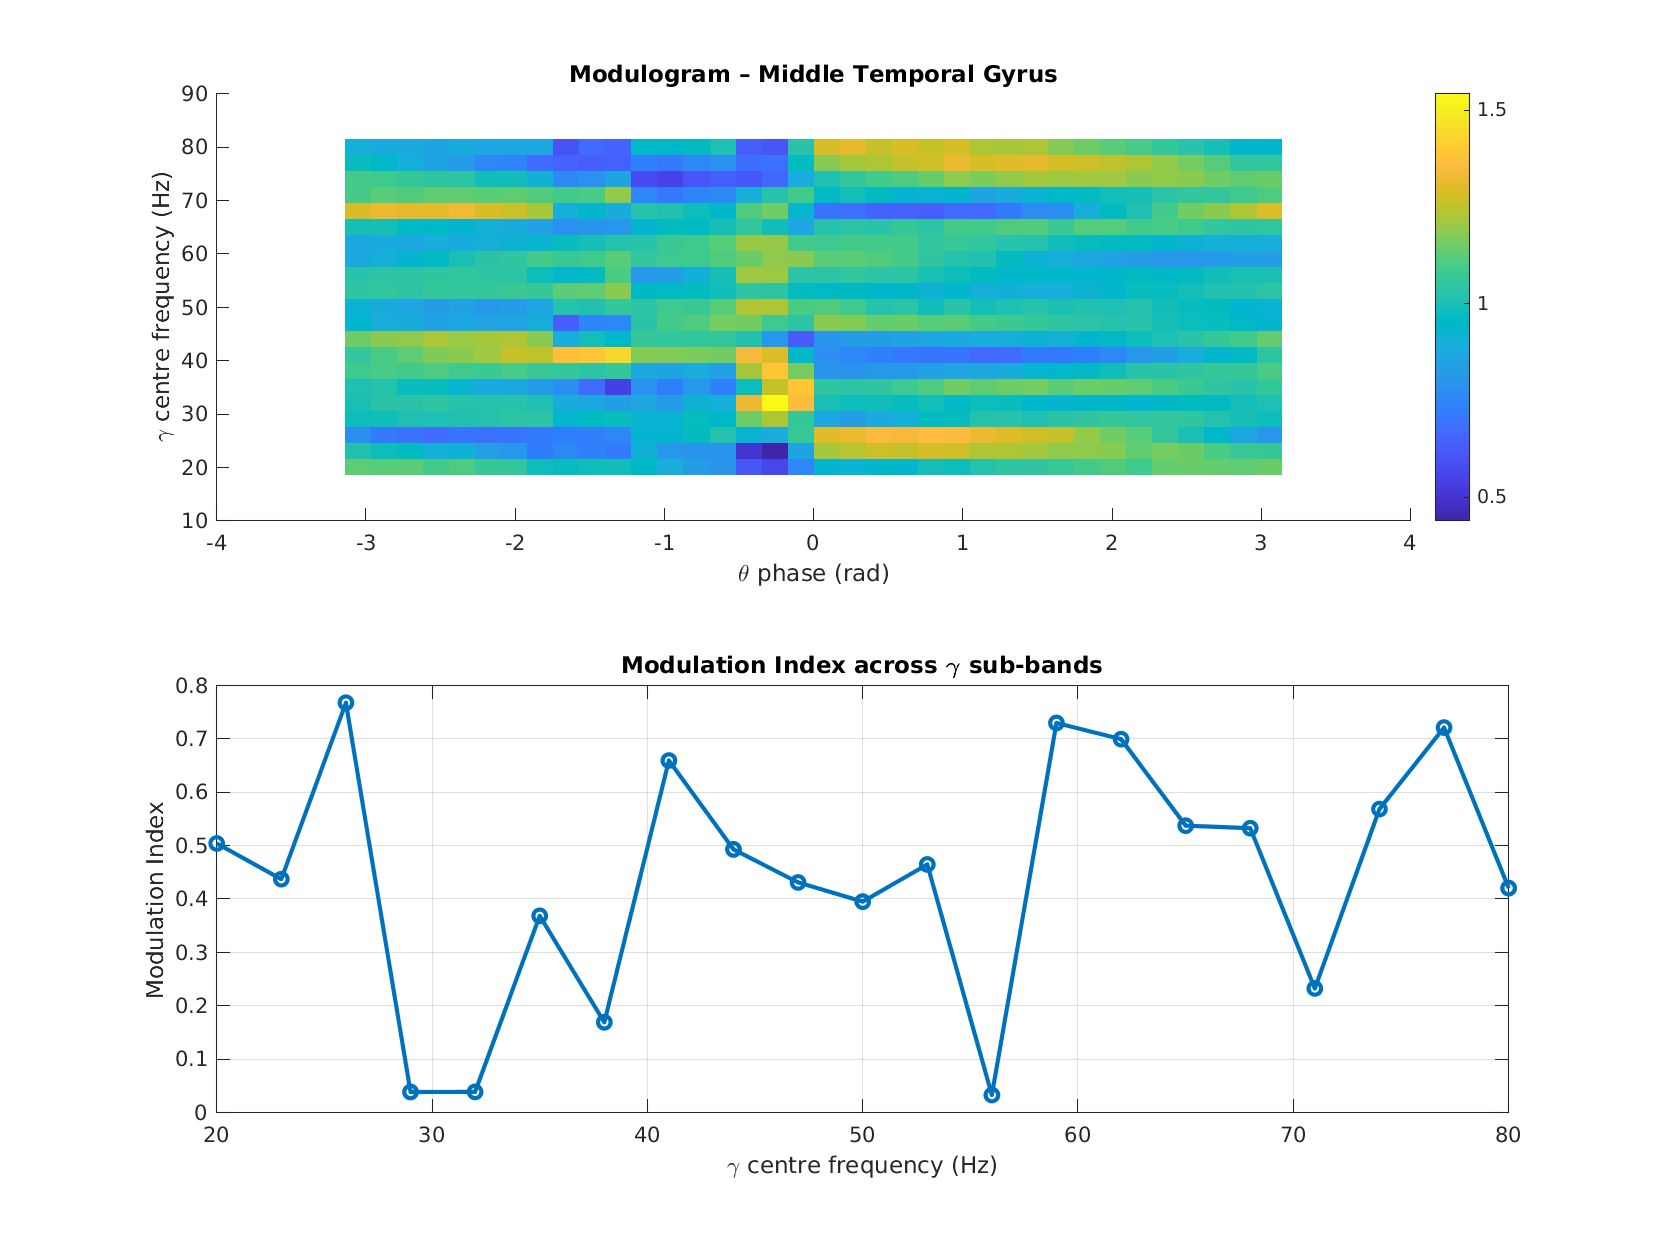 Modulogram – Middle Temporal Gyrus
90
80
70
60
50
40
30
20
10
γ centre frequency (Hz)
-4 -3 -2 -1 0 1 2 3 4
θ phase (rad)
1.5
1
0.5
Modulation Index across γ sub-bands
0.8
0.7
0.6
0.5
0.4
0.3
0.2
0.1
0
Modulation Index
20 30 40 50 60 70 80
γ centre frequency (Hz)